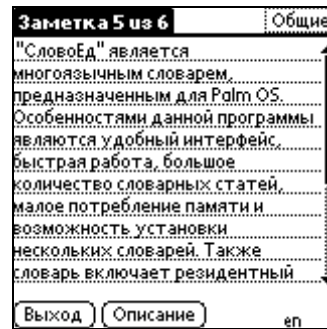 Заметка 5 из 6
Общие
"СловоЕд" является
многоязычным словарем,
предназначенным для Palm OS.
Особенностями данной программы
являются удобный интерфейс,
быстрая работа, большое
количество словарных статей,
малое потребление памяти и
возможность установки
нескольких словарей. Также
словарь включает резидентный
Выход Описание en